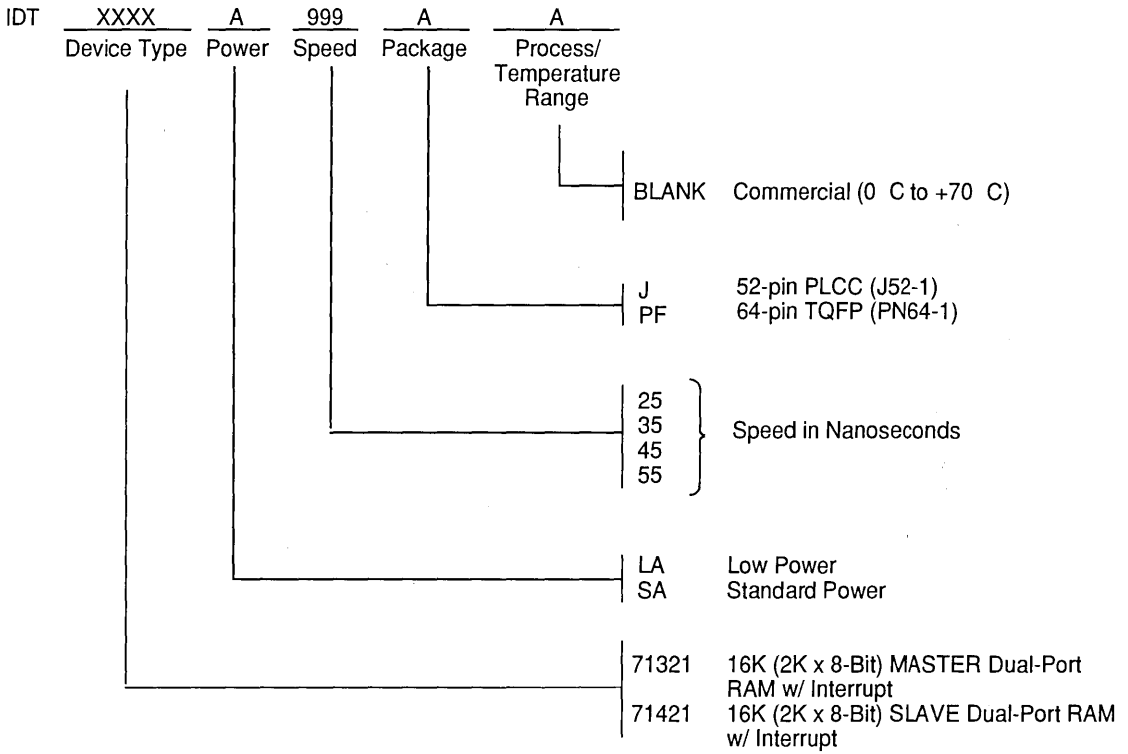 IDT XXXX A 999 A A
Device Type Power Speed Package Process/
Temperature
Range
BLANK Commercial (0 C to +70 C)
J 52-pin PLCC (J52-1)
PF 64-pin TQFP (PN64-1)
25
35
45
55
Speed in Nanoseconds
LA Low Power
SA Standard Power
71321 16K (2K x 8-Bit) MASTER Dual-Port
RAM w/ Interrupt
71421 16K (2K x 8-Bit) SLAVE Dual-Port RAM
w/ Interrupt